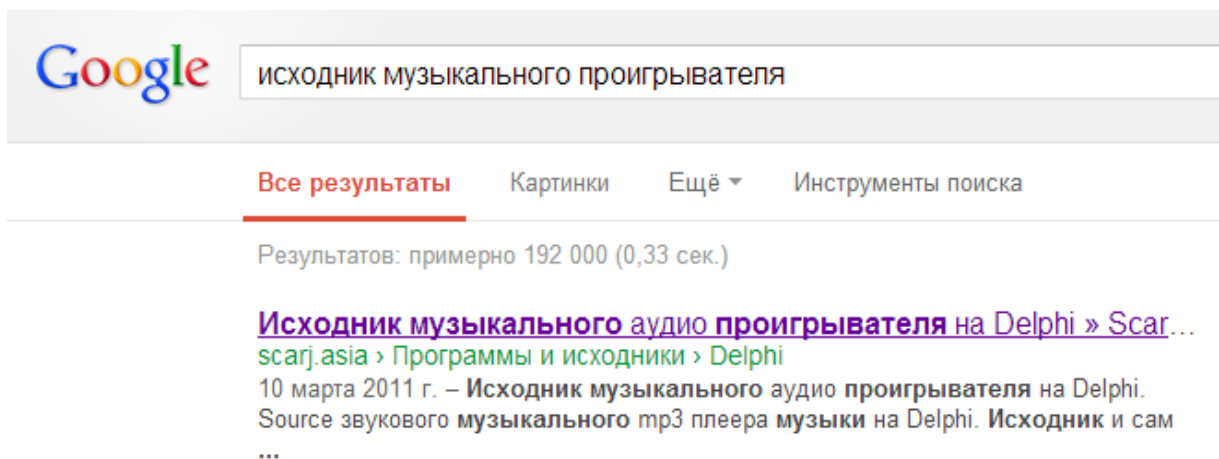 Google исходник музыкального проигрывателя
Все результаты Картинки Ещё Инструменты поиска
Результатов: примерно 192 000 (0,33 сек.)
Исходник музыкального аудио проигрывателя на Delphi » Scar...
scarj.asia › Программы и исходники › Delphi
10 марта 2011 г. – Исходник музыкального аудио проигрывателя на Delphi.
Source звукового музыкального mp3 плеера музыки на Delphi. Исходник и сам
...